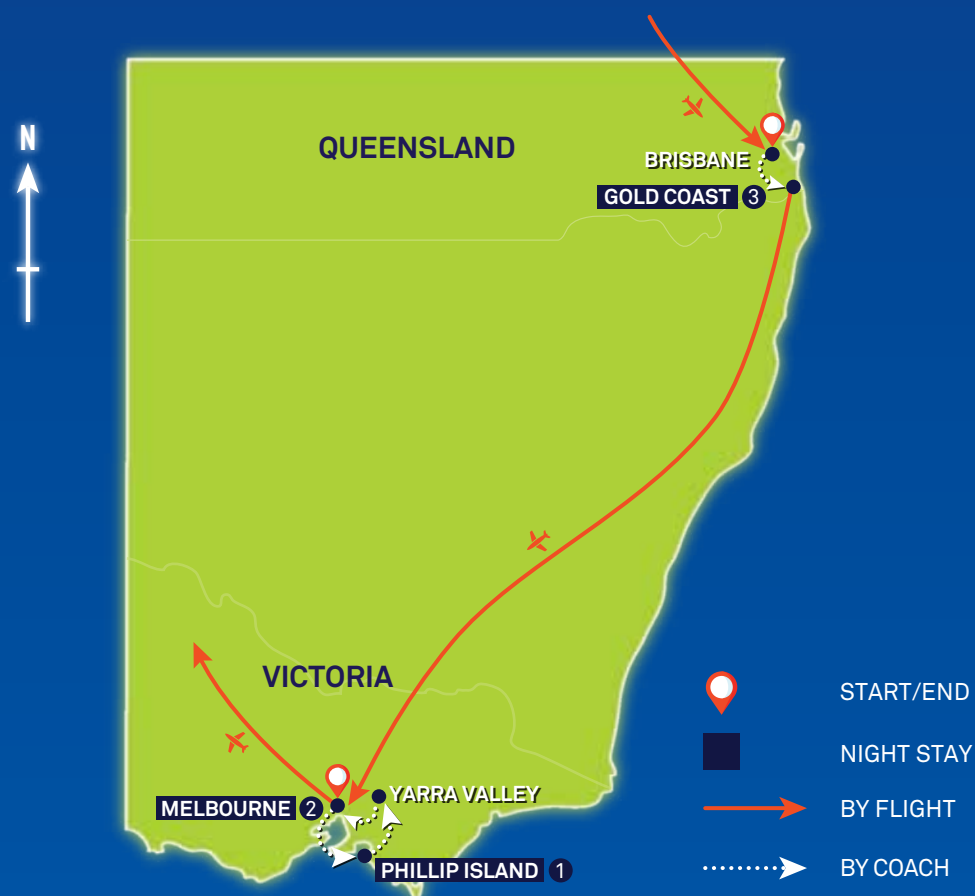 N
QUEENSLAND
BRISBANE
GOLD COAST 3
VICTORIA
START/END
NIGHT STAY
MELBOURNE 2
YARRA VALLEY
BY FLIGHT
PHILLIP ISLAND 1
BY COACH